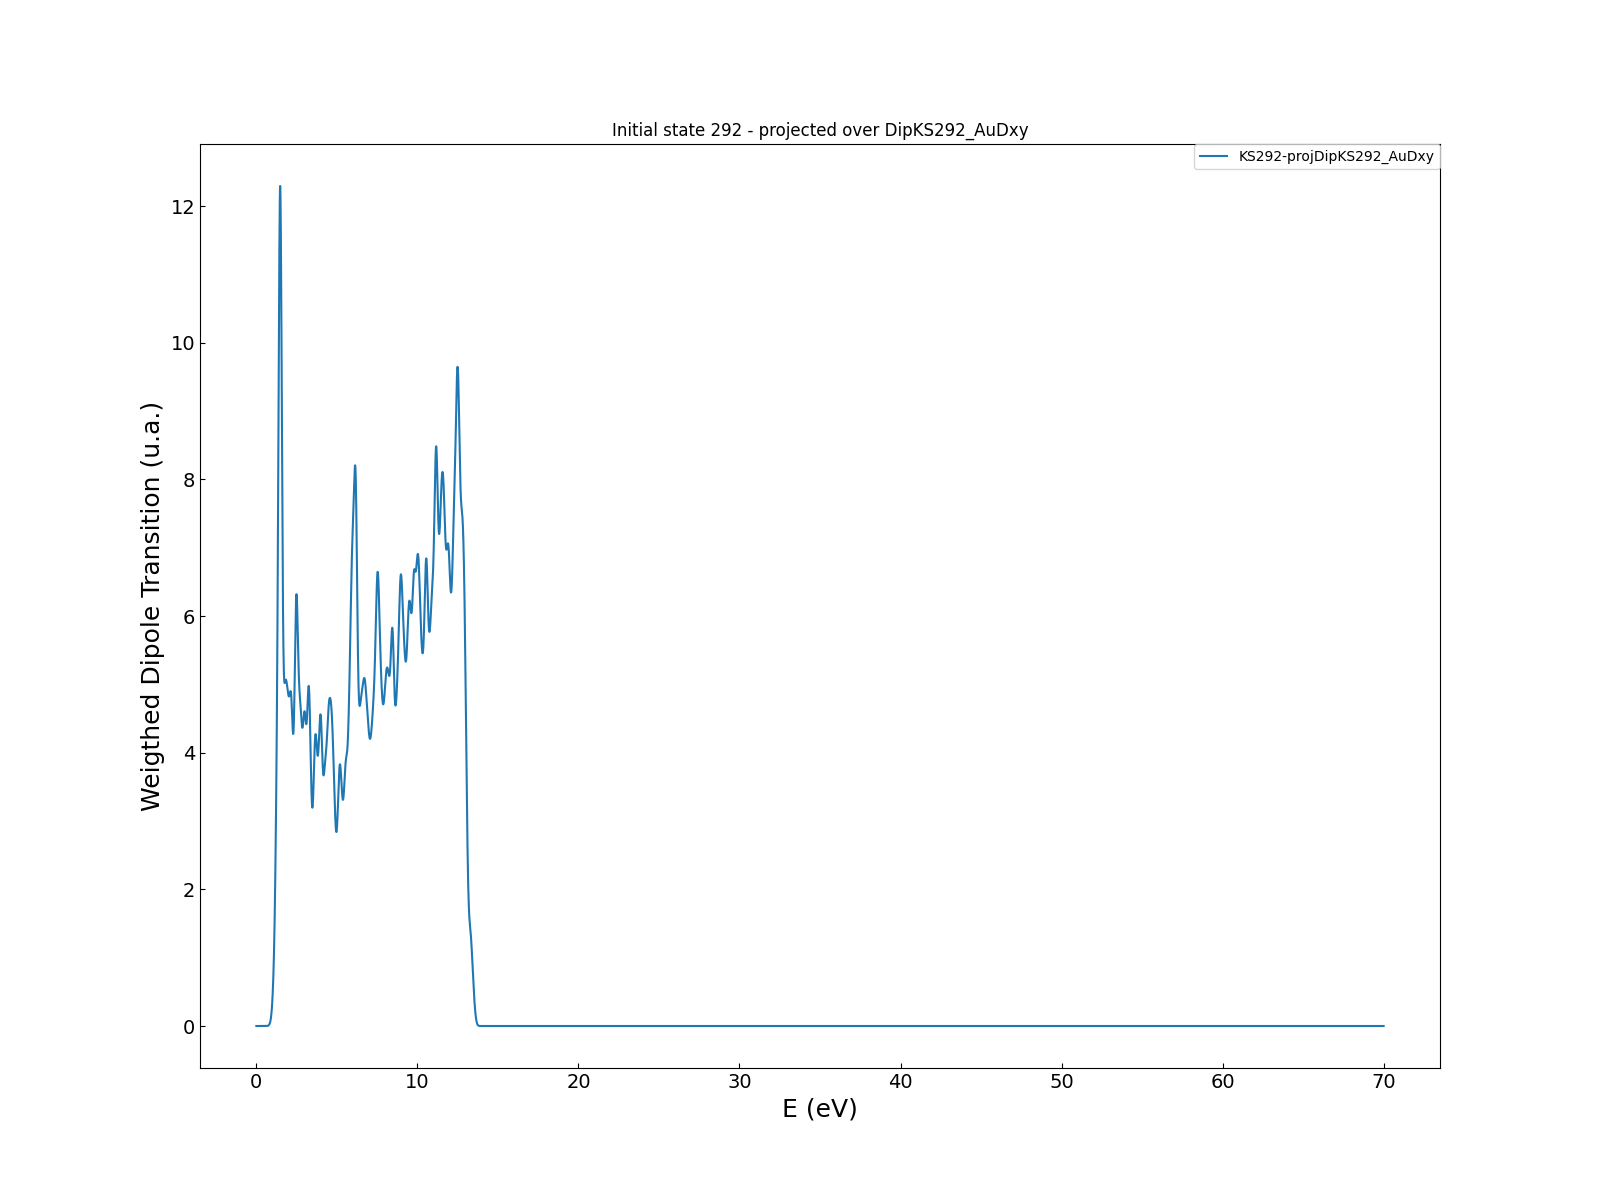 Initial state 292 - projected over DipKS292_AuDxy
KS292-projDipKS292_AuDxy
Weigthed Dipole Transition (u.a.)
12
10
8
6
4
2
0
0 10 20 30 40 50 60 70
E (eV)